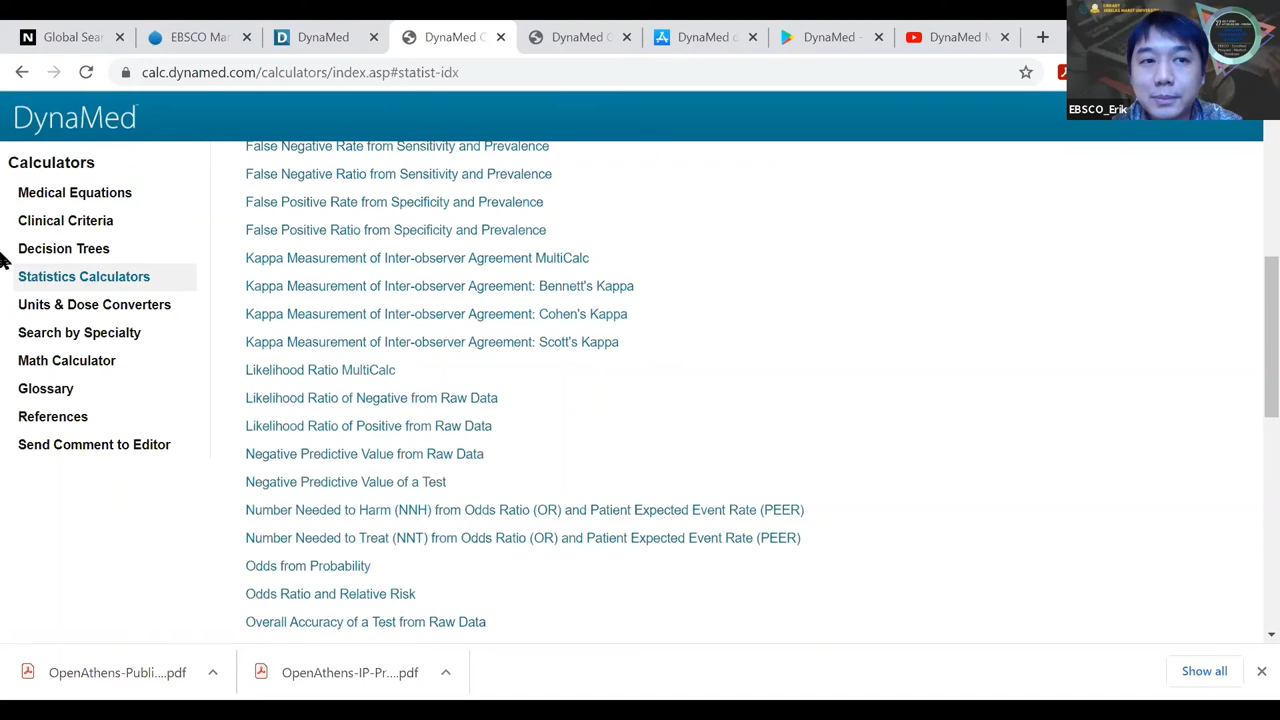 Global Sear
EBSCO Mar
DynaMed
DynaMed C
DynaMed G
DynaMed c
DynaMed -
DynaMed M
calc.dynamed.com/calculators/index.asp#statist-idx
LIBRARY
SEBELAS MARET UNIVERSITY
EBSCO_Erik
DynaMed
Calculators
Medical Equations
Clinical Criteria
Decision Trees
Statistics Calculators
Units & Dose Converters
Search by Specialty
Math Calculator
Glossary
References
Send Comment to Editor
False Negative Rate from Sensitivity and Prevalence
False Negative Ratio from Sensitivity and Prevalence
False Positive Rate from Specificity and Prevalence
False Positive Ratio from Specificity and Prevalence
Kappa Measurement of Inter-observer Agreement MultiCalc
Kappa Measurement of Inter-observer Agreement: Bennett's Kappa
Kappa Measurement of Inter-observer Agreement: Cohen's Kappa
Kappa Measurement of Inter-observer Agreement: Scott's Kappa
Likelihood Ratio MultiCalc
Likelihood Ratio of Negative from Raw Data
Likelihood Ratio of Positive from Raw Data
Negative Predictive Value from Raw Data
Negative Predictive Value of a Test
Number Needed to Harm (NNH) from Odds Ratio (OR) and Patient Expected Event Rate (PEER)
Number Needed to Treat (NNT) from Odds Ratio (OR) and Patient Expected Event Rate (PEER)
Odds from Probability
Odds Ratio and Relative Risk
Overall Accuracy of a Test from Raw Data
OpenAthens-Publi....pdf
OpenAthens-IP-Pr....pdf
Show all